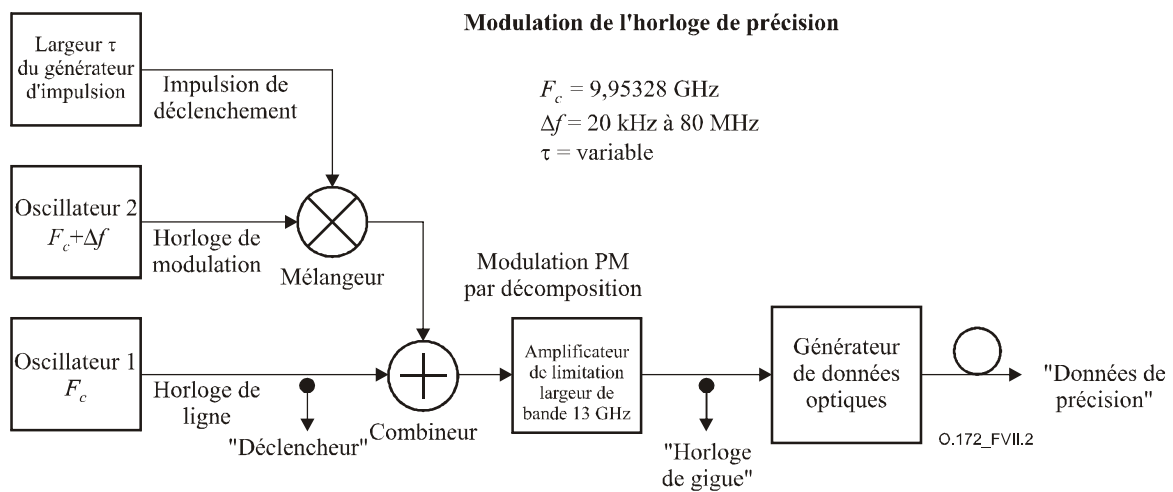 Modulation de l'horloge de précision
Largeur τ
du générateur
d'impulsion
Impulsion de
déclenchement
F_c = 9,95328 GHz
Δf = 20 kHz à 80 MHz
τ = variable
Oscillateur 2
F_c+Δf
Horloge de
modulation
Mélangeur
Modulation PM
par décomposition
Oscillateur 1
F_c
Horloge de
ligne
"Déclencheur"
Combineur
Amplificateur
de limitation
largeur de
bande 13 GHz
"Horloge
de gigue"
Générateur
de données
optiques
"Données de
précision"
O.172_FVII.2